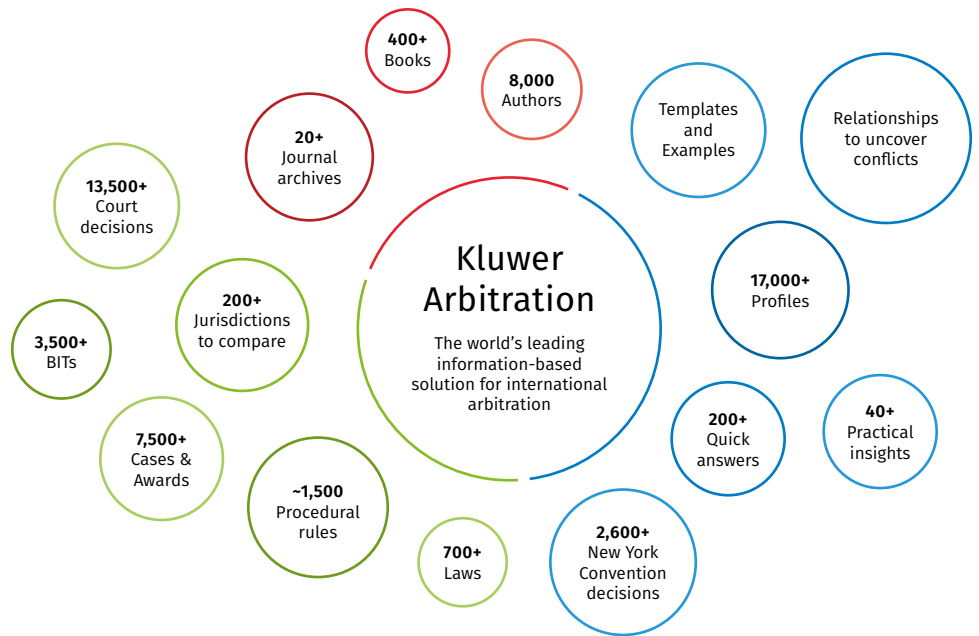 400+
Books
8,000
Authors
Templates
and
Examples
Relationships
to uncover
conflicts
20+
Journal
archives
13,500+
Court
decisions
Kluwer
Arbitration
The world’s leading
information-based
solution for international
arbitration
17,000+
Profiles
200+
Jurisdictions
to compare
3,500+
BITs
200+
Quick
answers
40+
Practical
insights
7,500+
Cases &
Awards
~1,500
Procedural
rules
700+
Laws
2,600+
New York
Convention
decisions